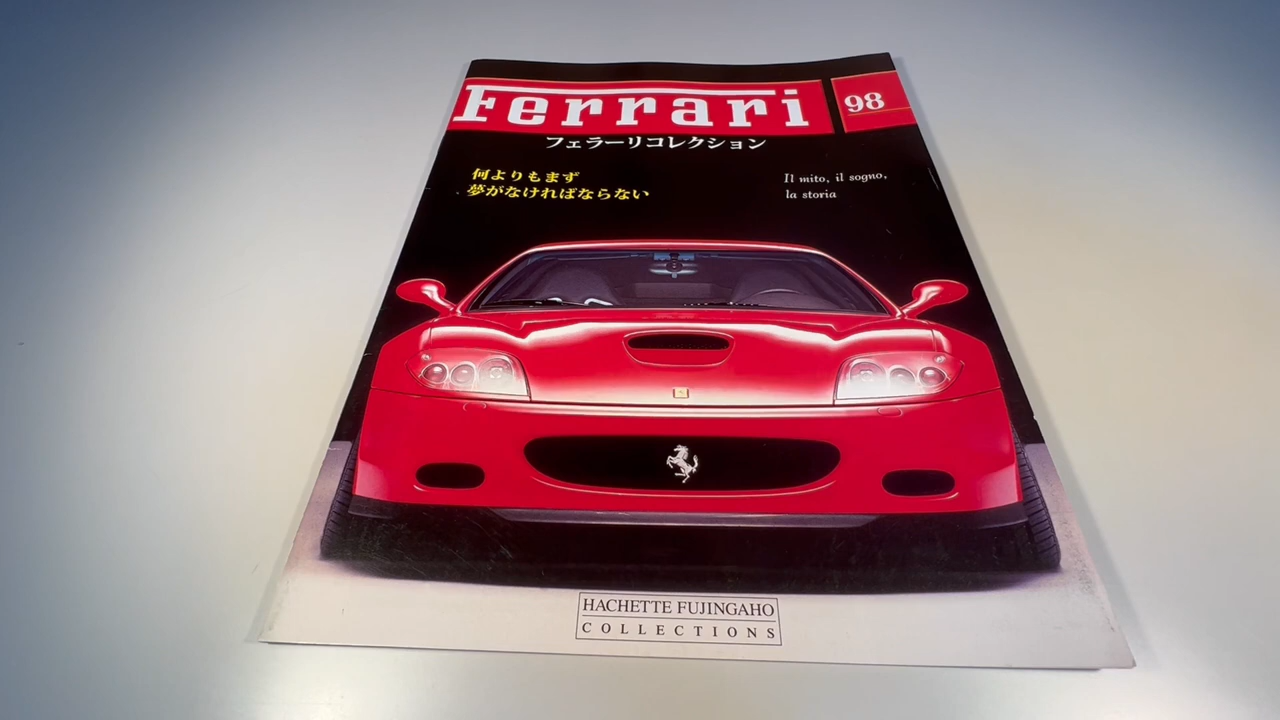 Ferrari
98
フェラーリコレクション
何よりもまず
夢がなければならない
Il mito, il sogno,
la storia
HACHETTE FUJINGAHO
COLLECTIONS